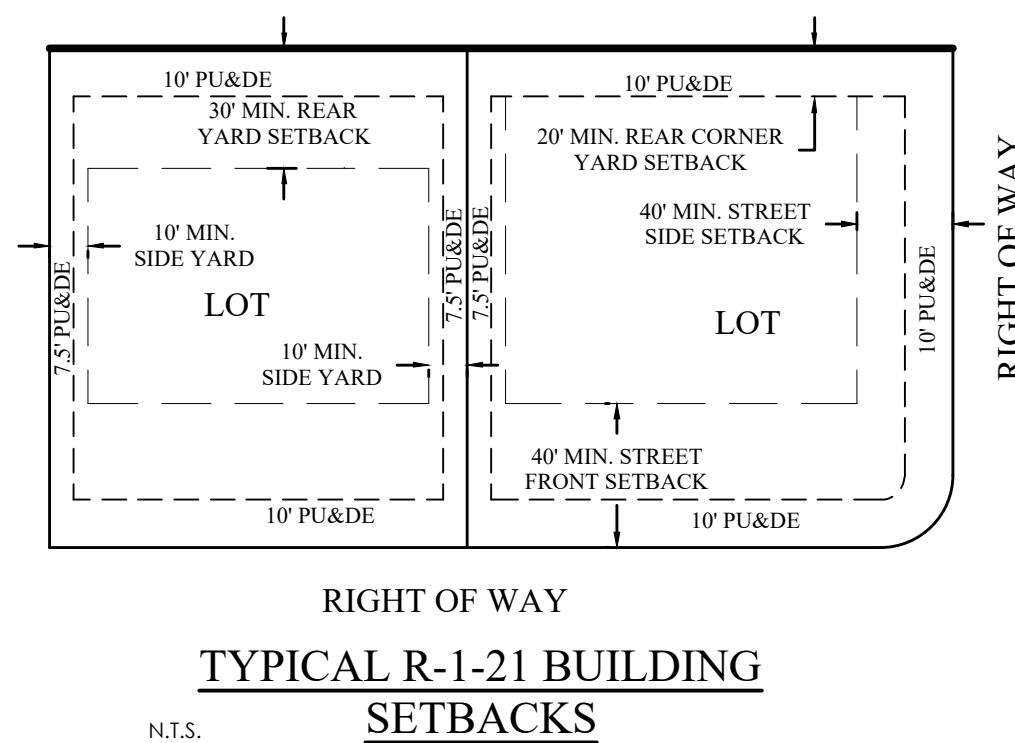 10' PU&DE
30' MIN. REAR
YARD SETBACK
10' PU&DE
20' MIN. REAR CORNER
YARD SETBACK
10' MIN.
SIDE YARD
7.5' PU&DE
LOT
10' MIN.
SIDE YARD
7.5' PU&DE
7.5' PU&DE
40' MIN. STREET
SIDE SETBACK
LOT
10' PU&DE
RIGHT OF WAY
40' MIN. STREET
FRONT SETBACK
10' PU&DE
10' PU&DE
RIGHT OF WAY
TYPICAL R-1-21 BUILDING
SETBACKS
N.T.S.